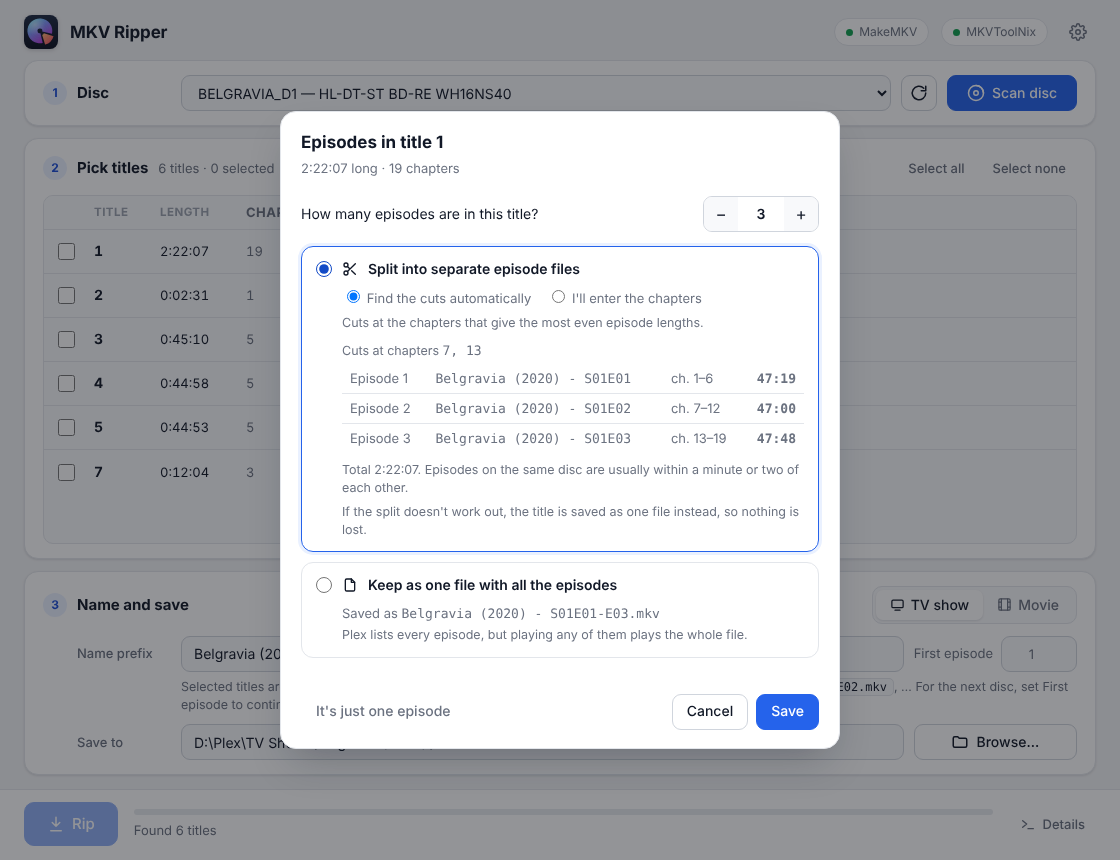 MKV Ripper
MakeMKV
MKVToolNix
1 Disc
BELGRAVIA_D1 — HL-DT-ST BD-RE WH16NS40
Scan disc
2 Pick titles 6 titles · 0 selected
Select all Select none
TITLE LENGTH CHAP
1 2:22:07 19
2 0:02:31 1
3 0:45:10 5
4 0:44:58 5
5 0:44:53 5
7 0:12:04 3
Episodes in title 1
2:22:07 long · 19 chapters
How many episodes are in this title?
− 3 +
Split into separate episode files
Find the cuts automatically I'll enter the chapters
Cuts at the chapters that give the most even episode lengths.
Cuts at chapters 7, 13
Episode 1 Belgravia (2020) - S01E01 ch. 1–6 47:19
Episode 2 Belgravia (2020) - S01E02 ch. 7–12 47:00
Episode 3 Belgravia (2020) - S01E03 ch. 13–19 47:48
Total 2:22:07. Episodes on the same disc are usually within a minute or two of
each other.
If the split doesn't work out, the title is saved as one file instead, so nothing is
lost.
Keep as one file with all the episodes
Saved as Belgravia (2020) - S01E01-E03.mkv
Plex lists every episode, but playing any of them plays the whole file.
It's just one episode
Cancel Save
3 Name and save
TV show Movie
Name prefix Belgravia (20
First episode 1
Selected titles ar
E02.mkv , … For the next disc, set First
episode to contin
Save to D:\Plex\TV Sh
Browse...
Rip
Found 6 titles
>_ Details